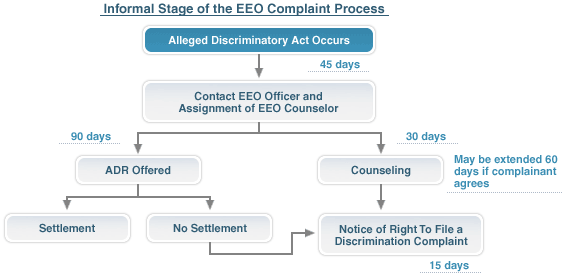 Informal Stage of the EEO Complaint Process
Alleged Discriminatory Act Occurs
45 days
Contact EEO Officer and
Assignment of EEO Counselor
90 days
30 days
ADR Offered
Counseling
May be extended 60
days if complainant
agrees
Settlement
No Settlement
Notice of Right To File a
Discrimination Complaint
15 days